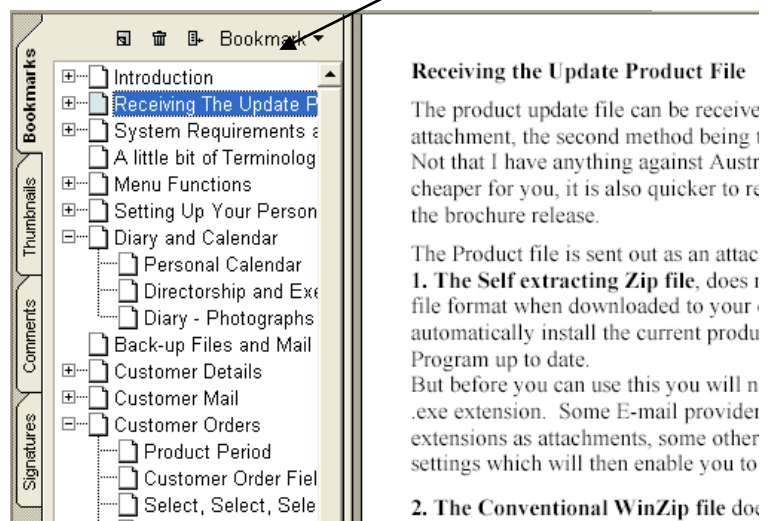 Bookmark
Bookmarks
Thumbnails
Comments
Signatures
Introduction
Receiving The Update P
System Requirements a
A little bit of Terminolog
Menu Functions
Setting Up Your Person
Diary and Calendar
Personal Calendar
Directorship and Exe
Diary - Photographs
Back-up Files and Mail
Customer Details
Customer Mail
Customer Orders
Product Period
Customer Order Fiel
Select, Select, Sele
Receiving the Update Product File
The product update file can be receive
attachment, the second method being t
Not that I have anything against Austr
cheaper for you, it is also quicker to re
the brochure release.
The Product file is sent out as an attac
1. The Self extracting Zip file, does n
file format when downloaded to your
automatically install the current produ
Program up to date.
But before you can use this you will n
.exe extension. Some E-mail provider
extensions as attachments, some other
settings which will then enable you to
2. The Conventional WinZip file doe